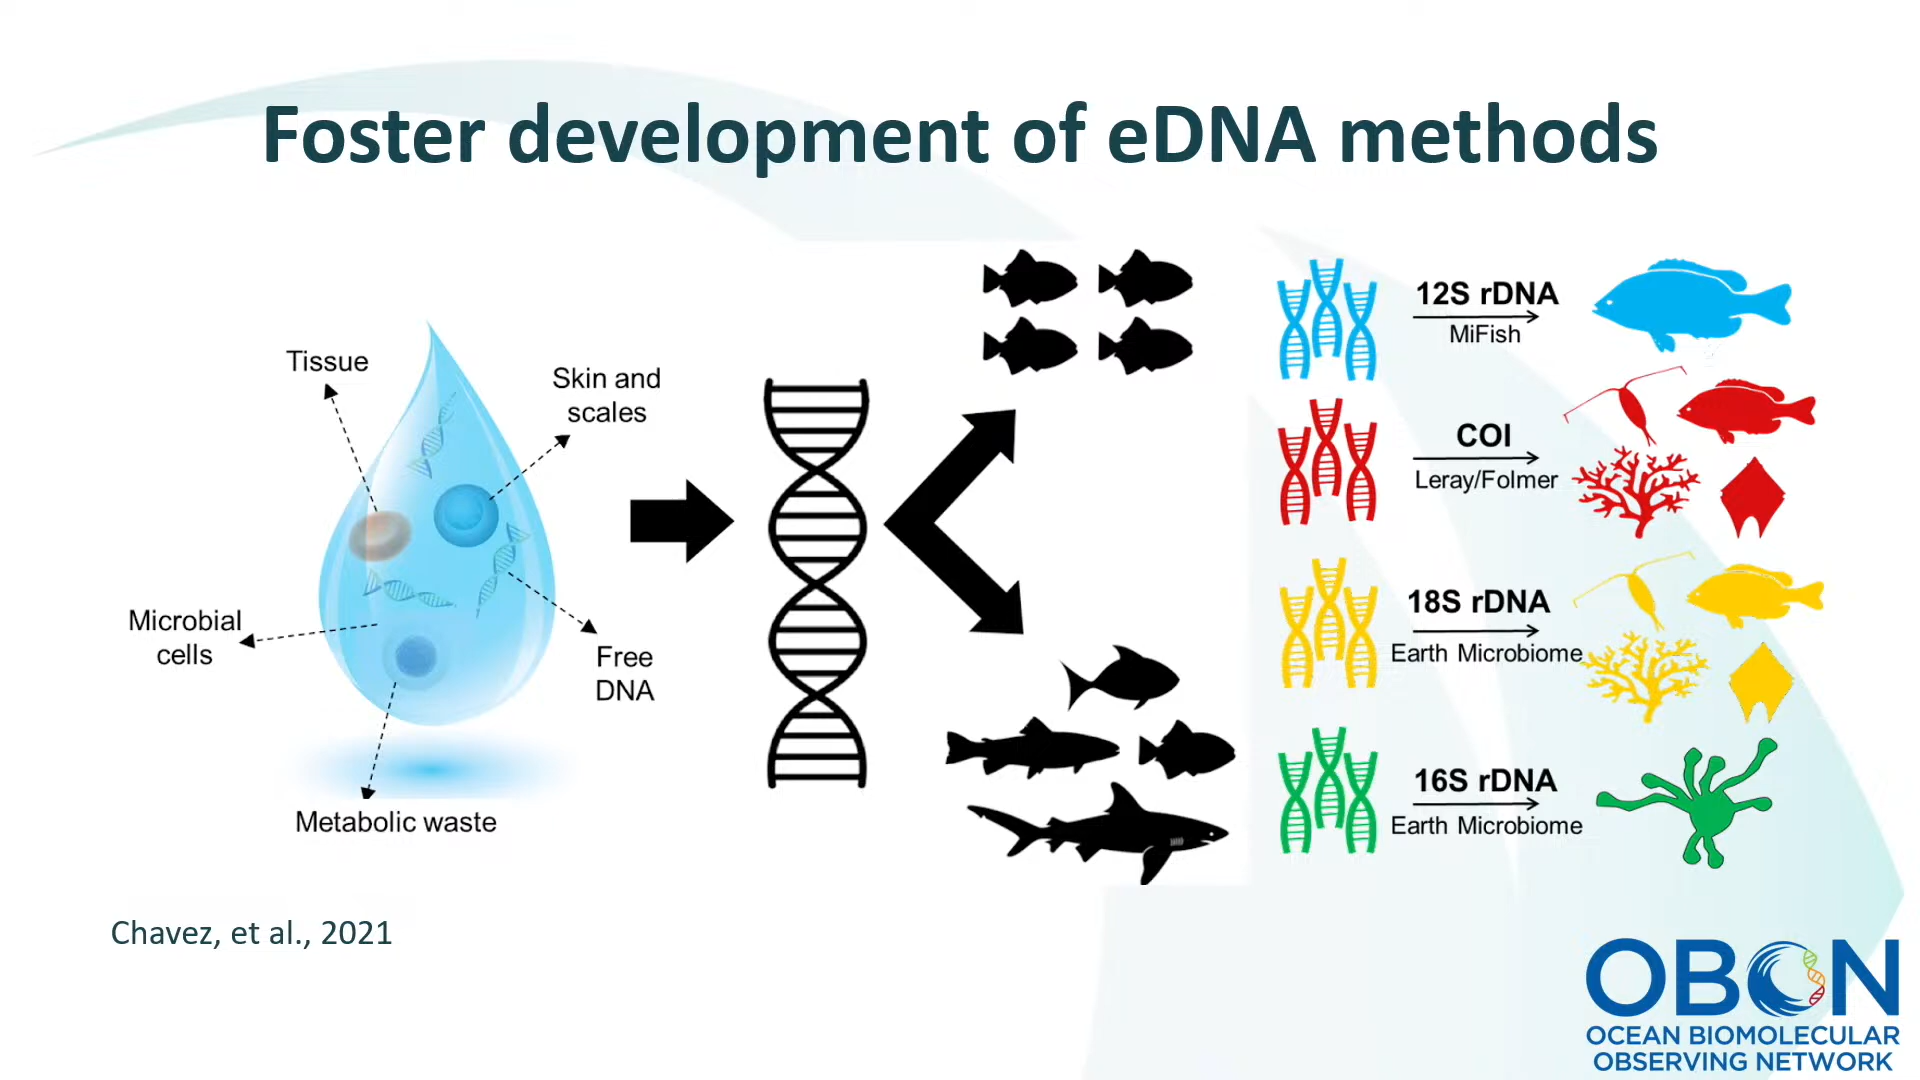 Foster development of eDNA methods
Tissue
Skin and
scales
Microbial
cells
Free
DNA
Metabolic waste
12S rDNA
MiFish
COI
Leray/Folmer
18S rDNA
Earth Microbiome
16S rDNA
Earth Microbiome
Chavez, et al., 2021
OBON
OCEAN BIOMOLECULAR
OBSERVING NETWORK